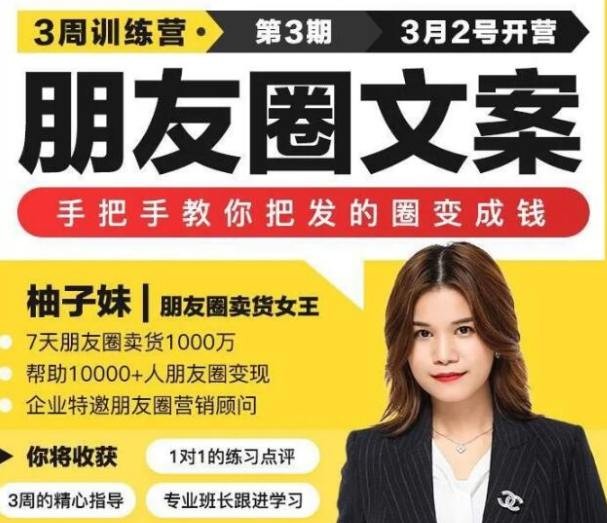 3周训练营· 第3期 3月2号开营
朋友圈文案
手把手教你把发的圈变成钱
柚子妹 | 朋友圈卖货女王
7天朋友圈卖货1000万
帮助10000+人朋友圈变现
企业特邀朋友圈营销顾问
你将收获 1对1的练习点评
3周的精心指导 专业班长跟进学习